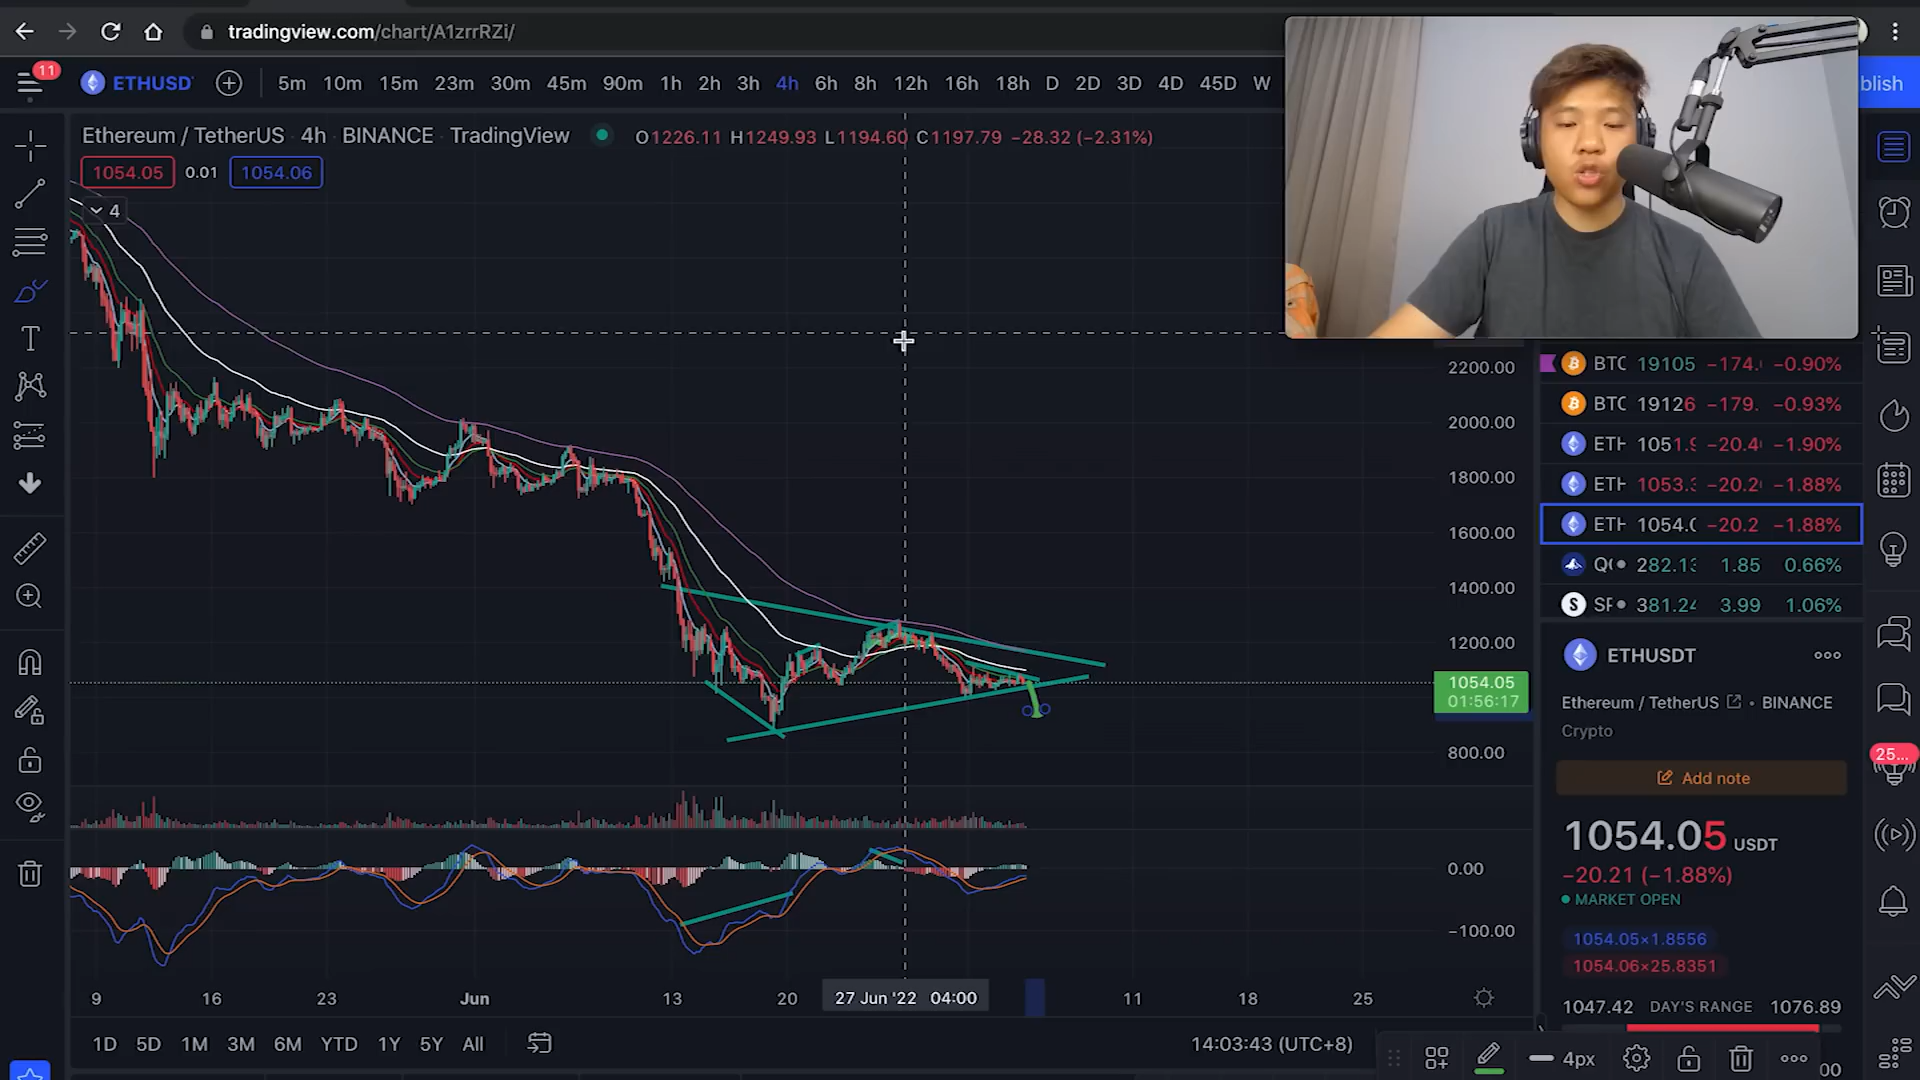 tradingview.com/chart/A1zrrRZi/
11
ETHUSD
5m 10m 15m 23m 30m 45m 90m 1h 2h 3h 4h 6h 8h 12h 16h 18h D 2D 3D 4D 45D W
blish
Ethereum / TetherUS 4h BINANCE TradingView O1226.11 H1249.93 L1194.60 C1197.79 −28.32 (−2.31%)
1054.05 0.01 1054.06
4
2200.00
2000.00
1800.00
1600.00
1400.00
1200.00
1054.05
01:56:17
800.00
0.00
−100.00
9 16 23 Jun 13 20 27 Jun '22 04:00 11 18 25
1D 5D 1M 3M 6M YTD 1Y 5Y All
14:03:43 (UTC+8)
4px
BTC 19105 −174. −0.90%
BTC 19126 −179. −0.93%
ETH 1051.9 −20.4 −1.90%
ETH 1053.3 −20.2 −1.88%
ETH 1054.0 −20.2 −1.88%
282.13 1.85 0.66%
381.24 3.99 1.06%
ETHUSDT
Ethereum / TetherUS • BINANCE
Crypto
Add note
1054.05 USDT
−20.21 (−1.88%)
MARKET OPEN
1054.05×1.8556
1054.06×25.8351
1047.42 DAY'S RANGE 1076.89
00
25...